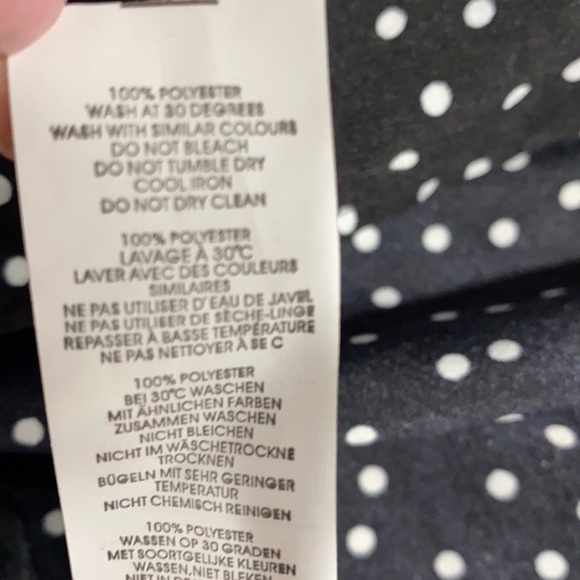 100% POLYESTER
WASH AT 30 DEGREES
WASH WITH SIMILAR COLOURS
DO NOT BLEACH
DO NOT TUMBLE DRY
COOL IRON
DO NOT DRY CLEAN
100% POLYESTER
LAVAGE À 30°C
LAVER AVEC DES COULEURS
SIMILAIRES
NE PAS UTILISER D'EAU DE JAVEL
NE PAS UTILISER DE SÈCHE-LINGE
REPASSER À BASSE TEMPÉRATURE
NE PAS NETTOYER À SEC
100% POLYESTER
BEI 30°C WASCHEN
MIT ÄHNLICHEN FARBEN
ZUSAMMEN WASCHEN
NICHT BLEICHEN
NICHT IM WÄSCHETROCKNE
TROCKNEN
BÜGELN MIT SEHR GERINGER
TEMPERATUR
NICHT CHEMISCH REINIGEN
100% POLYESTER
WASSEN OP 30 GRADEN
MET SOORTGELIJKE KLEUREN
WASSEN, NIET BLEKEN
NIET IN